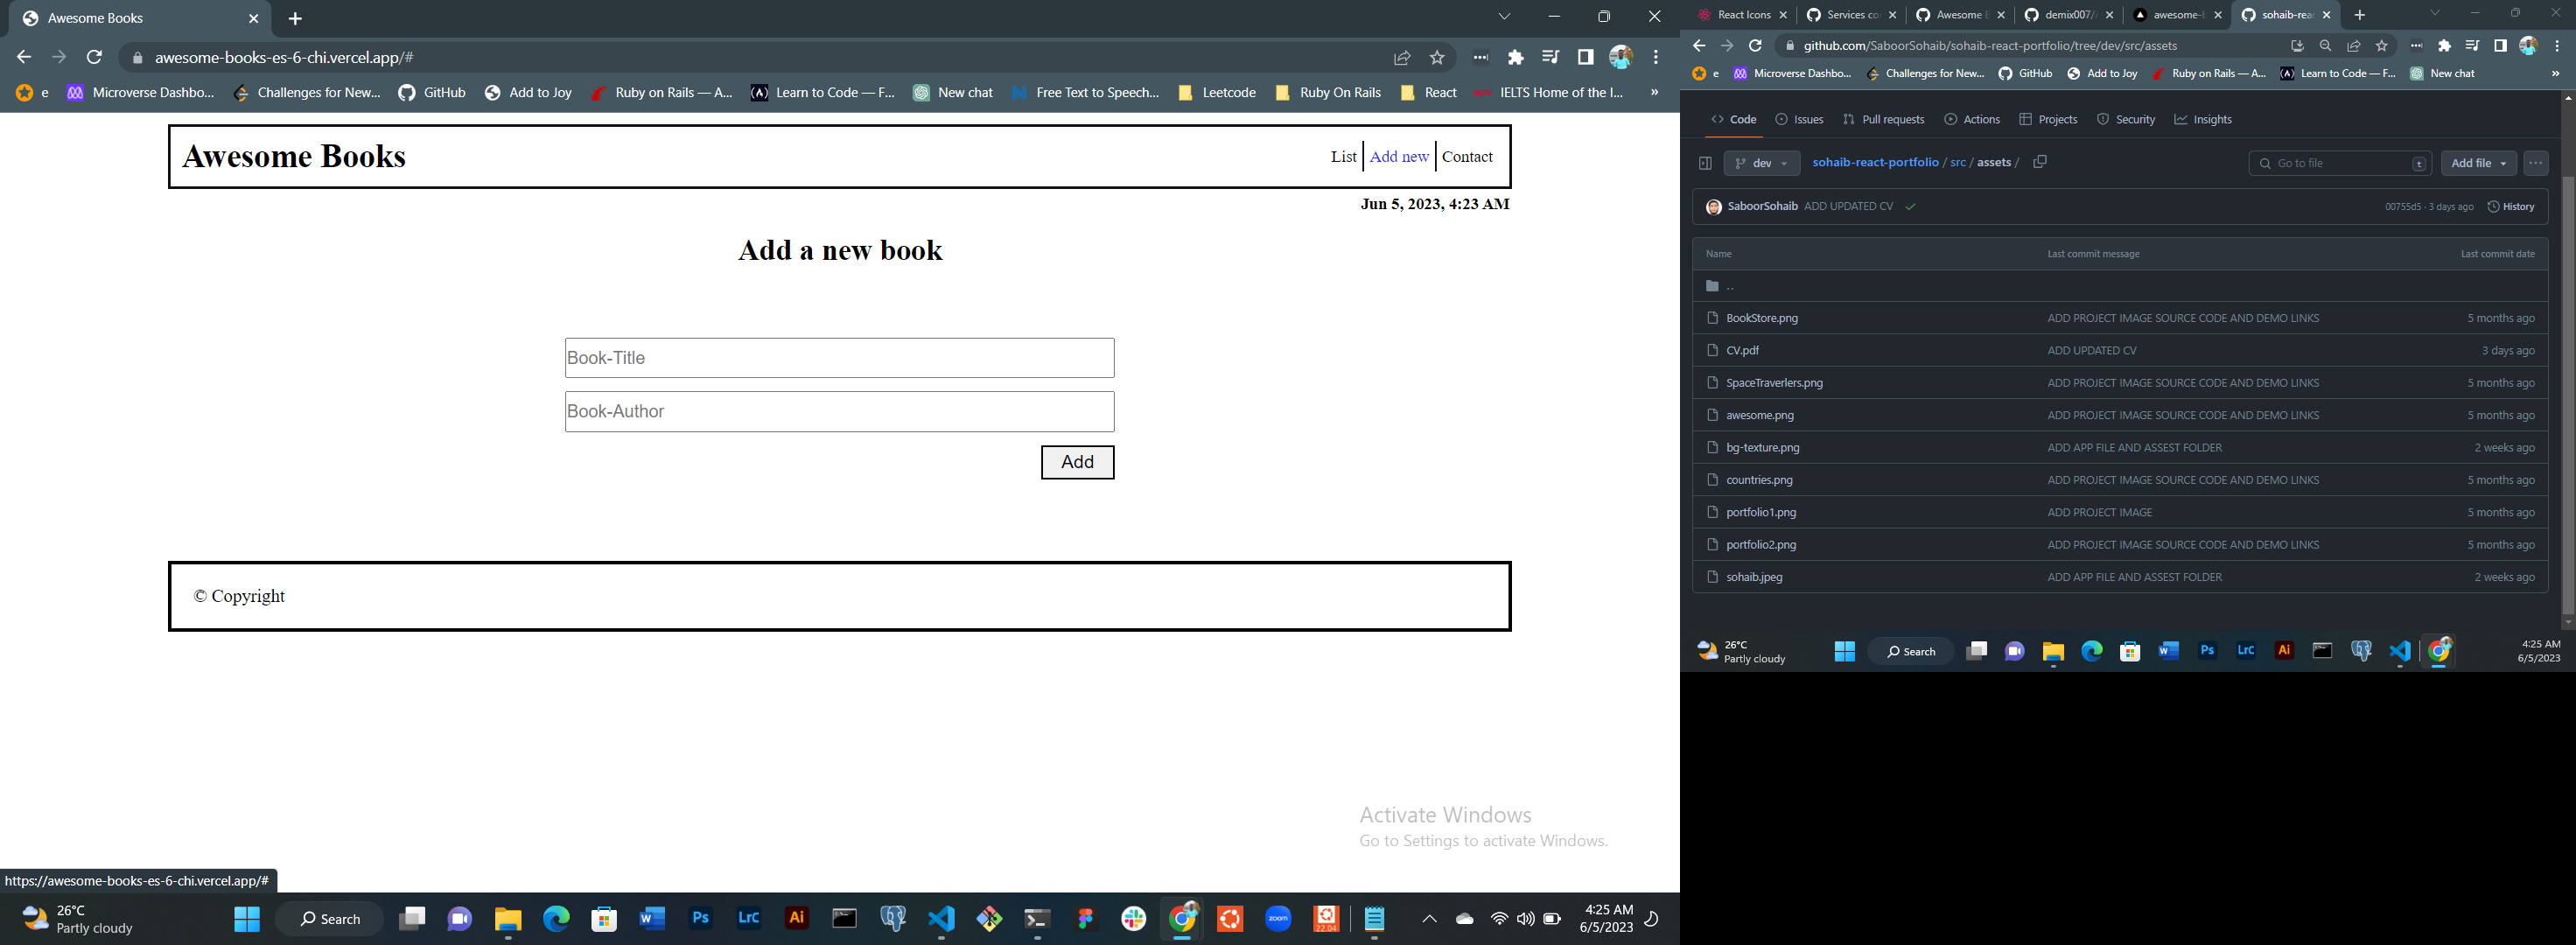 Awesome Books
awesome-books-es-6-chi.vercel.app/#
e Microverse Dashbo... Challenges for New... GitHub Add to Joy Ruby on Rails — A... Learn to Code — F... New chat Free Text to Speech... Leetcode Ruby On Rails React IELTS Home of the I... »
Awesome Books
List Add new Contact
Jun 5, 2023, 4:23 AM
Add a new book
Book-Title
Book-Author
Add
© Copyright
Activate Windows
Go to Settings to activate Windows.
https://awesome-books-es-6-chi.vercel.app/#
26°C
Partly cloudy
Search
Ps LrC Ai zoom 22.04
4:25 AM
6/5/2023
React Icons Services co Awesome demix007/ awesome-b sohaib-rea
github.com/SaboorSohaib/sohaib-react-portfolio/tree/dev/src/assets
e Microverse Dashbo... Challenges for New... GitHub Add to Joy Ruby on Rails — A... Learn to Code — F... New chat »
Code Issues Pull requests Actions Projects Security Insights
dev sohaib-react-portfolio / src / assets / Go to file t Add file ...
SaboorSohaib ADD UPDATED CV 00755d5 · 3 days ago History
Name Last commit message Last commit date
..
BookStore.png ADD PROJECT IMAGE SOURCE CODE AND DEMO LINKS 5 months ago
CV.pdf ADD UPDATED CV 3 days ago
SpaceTraverlers.png ADD PROJECT IMAGE SOURCE CODE AND DEMO LINKS 5 months ago
awesome.png ADD PROJECT IMAGE SOURCE CODE AND DEMO LINKS 5 months ago
bg-texture.png ADD APP FILE AND ASSEST FOLDER 2 weeks ago
countries.png ADD PROJECT IMAGE SOURCE CODE AND DEMO LINKS 5 months ago
portfolio1.png ADD PROJECT IMAGE 5 months ago
portfolio2.png ADD PROJECT IMAGE SOURCE CODE AND DEMO LINKS 5 months ago
sohaib.jpeg ADD APP FILE AND ASSEST FOLDER 2 weeks ago
26°C
Partly cloudy
Search
Ps LrC Ai
4:25 AM
6/5/2023